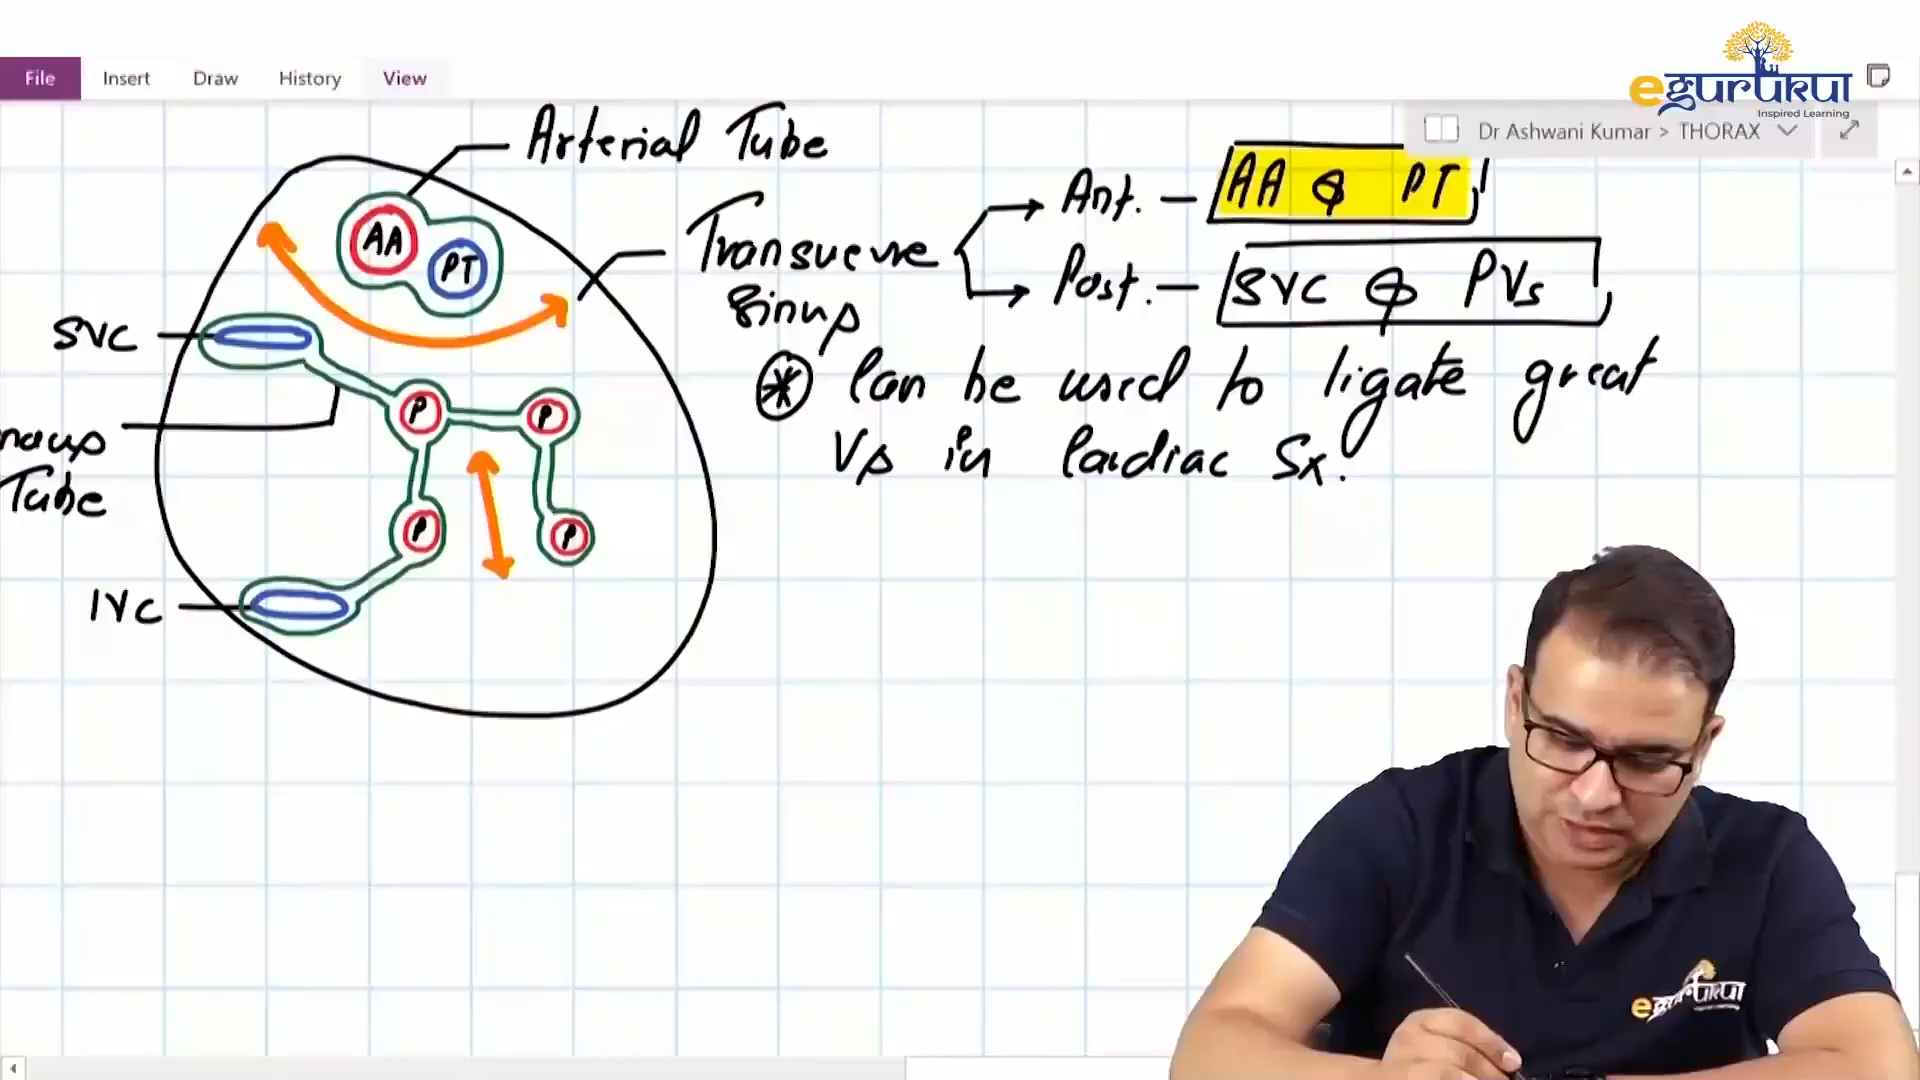 egurukul
Inspired Learning
File Insert Draw History View
Dr Ashwani Kumar > THORAX
Arterial Tube
AA
PT
Transverse
Sinus
Ant. — AA & PT
Post. — SVC & PVs
SVC
P P
Tube
P P
IVC
* Can be used to ligate great
Vs in Cardiac Sx.
egurukul